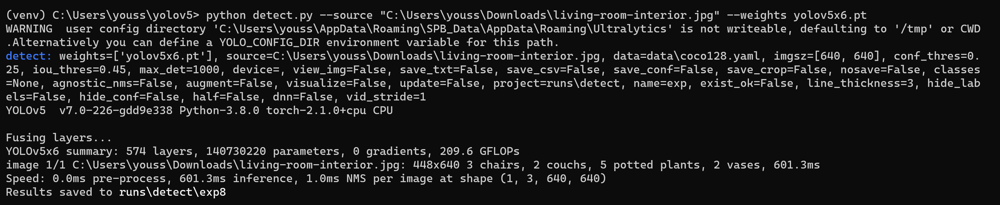 (venv) C:\Users\youss\yolov5> python detect.py --source "C:\Users\youss\Downloads\living-room-interior.jpg" --weights yolov5x6.pt
WARNING  user config directory 'C:\Users\youss\AppData\Roaming\SPB_Data\AppData\Roaming\Ultralytics' is not writeable, defaulting to '/tmp' or CWD
.Alternatively you can define a YOLO_CONFIG_DIR environment variable for this path.
detect: weights=['yolov5x6.pt'], source=C:\Users\youss\Downloads\living-room-interior.jpg, data=data\coco128.yaml, imgsz=[640, 640], conf_thres=0.
25, iou_thres=0.45, max_det=1000, device=, view_img=False, save_txt=False, save_csv=False, save_conf=False, save_crop=False, nosave=False, classes
=None, agnostic_nms=False, augment=False, visualize=False, update=False, project=runs\detect, name=exp, exist_ok=False, line_thickness=3, hide_lab
els=False, hide_conf=False, half=False, dnn=False, vid_stride=1
YOLOv5  v7.0-226-gdd9e338 Python-3.8.0 torch-2.1.0+cpu CPU
Fusing layers...
YOLOv5x6 summary: 574 layers, 140730220 parameters, 0 gradients, 209.6 GFLOPs
image 1/1 C:\Users\youss\Downloads\living-room-interior.jpg: 448x640 3 chairs, 2 couchs, 5 potted plants, 2 vases, 601.3ms
Speed: 0.0ms pre-process, 601.3ms inference, 1.0ms NMS per image at shape (1, 3, 640, 640)
Results saved to runs\detect\exp8